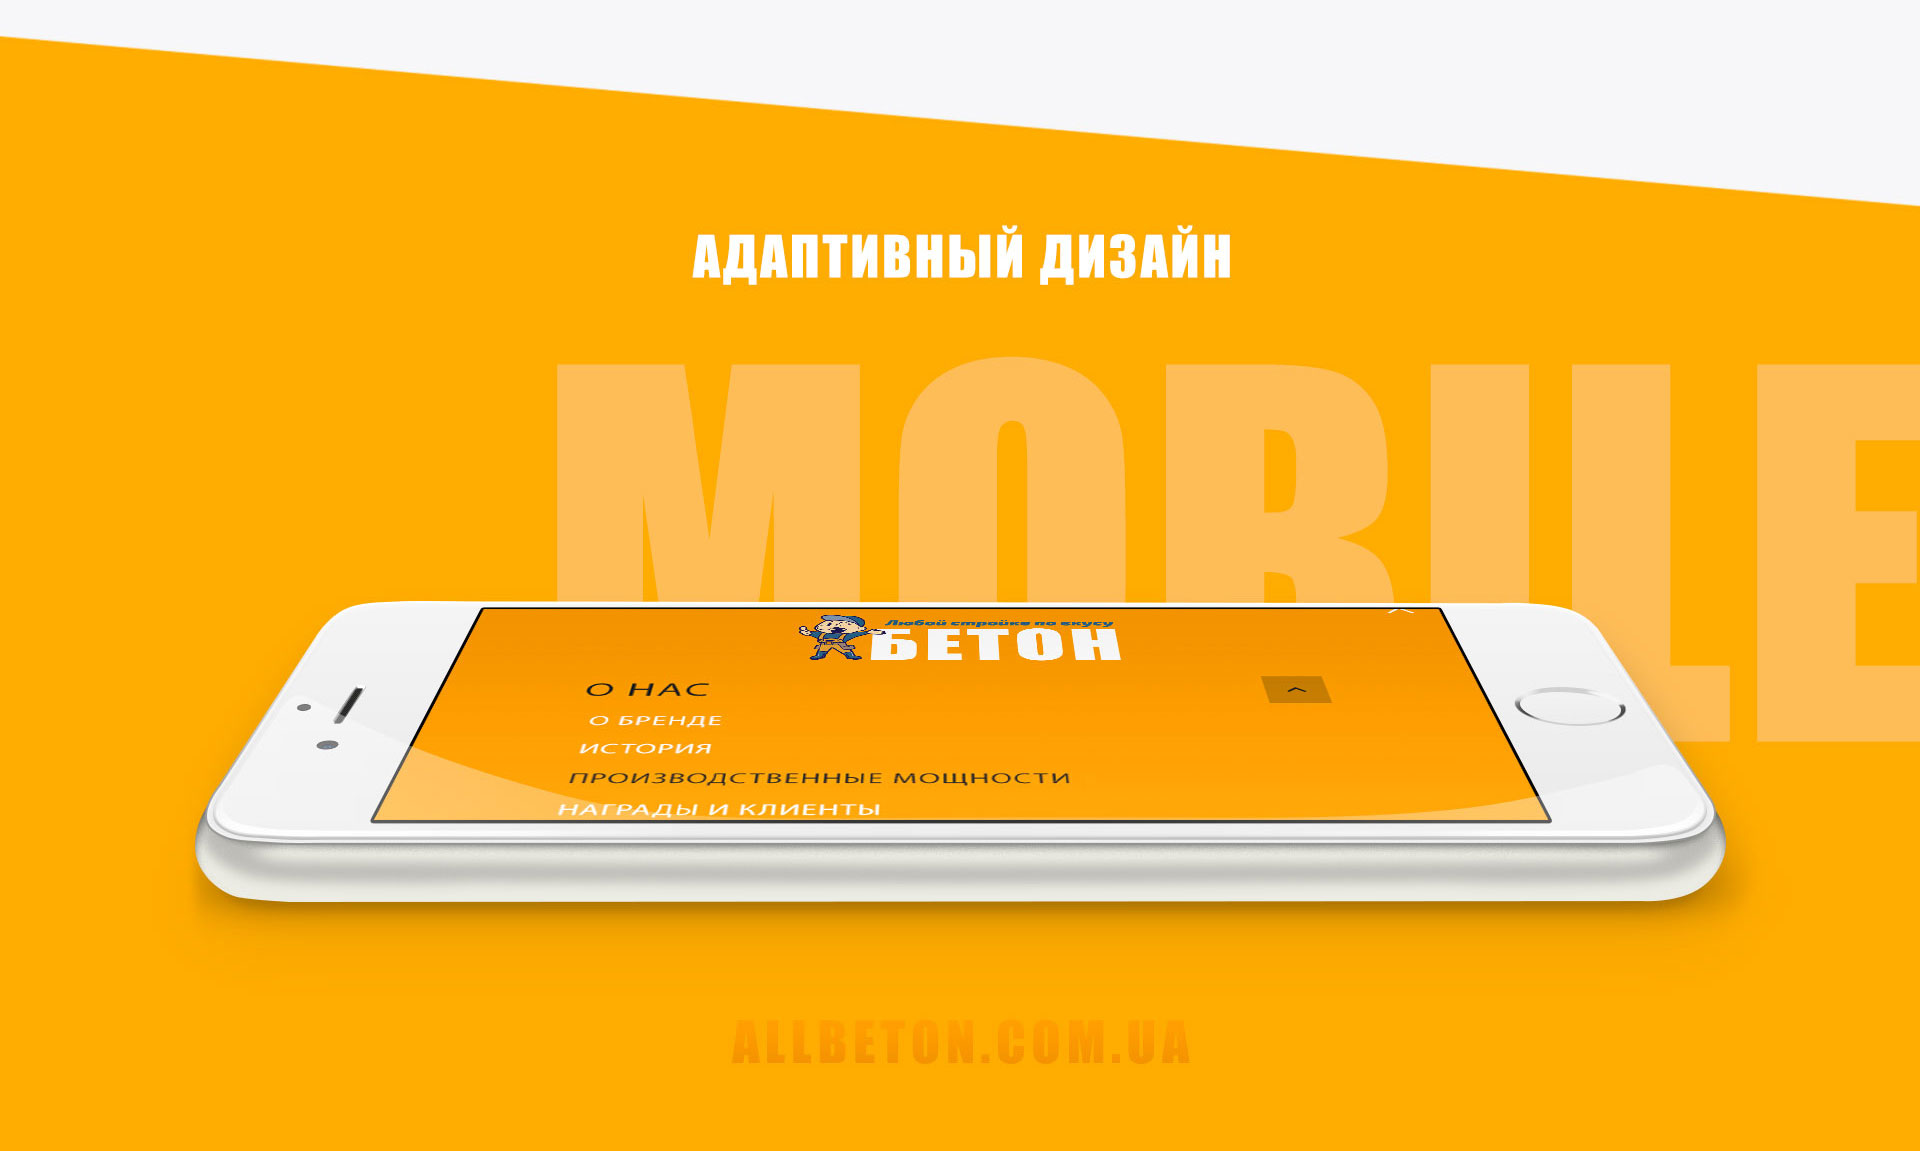 АДАПТИВНЫЙ ДИЗАЙН
MOBILE
Любой стройке по вкусу
БЕТОН
О НАС
О БРЕНДЕ
ИСТОРИЯ
ПРОИЗВОДСТВЕННЫЕ МОЩНОСТИ
НАГРАДЫ И КЛИЕНТЫ
ALLBETON.COM.UA